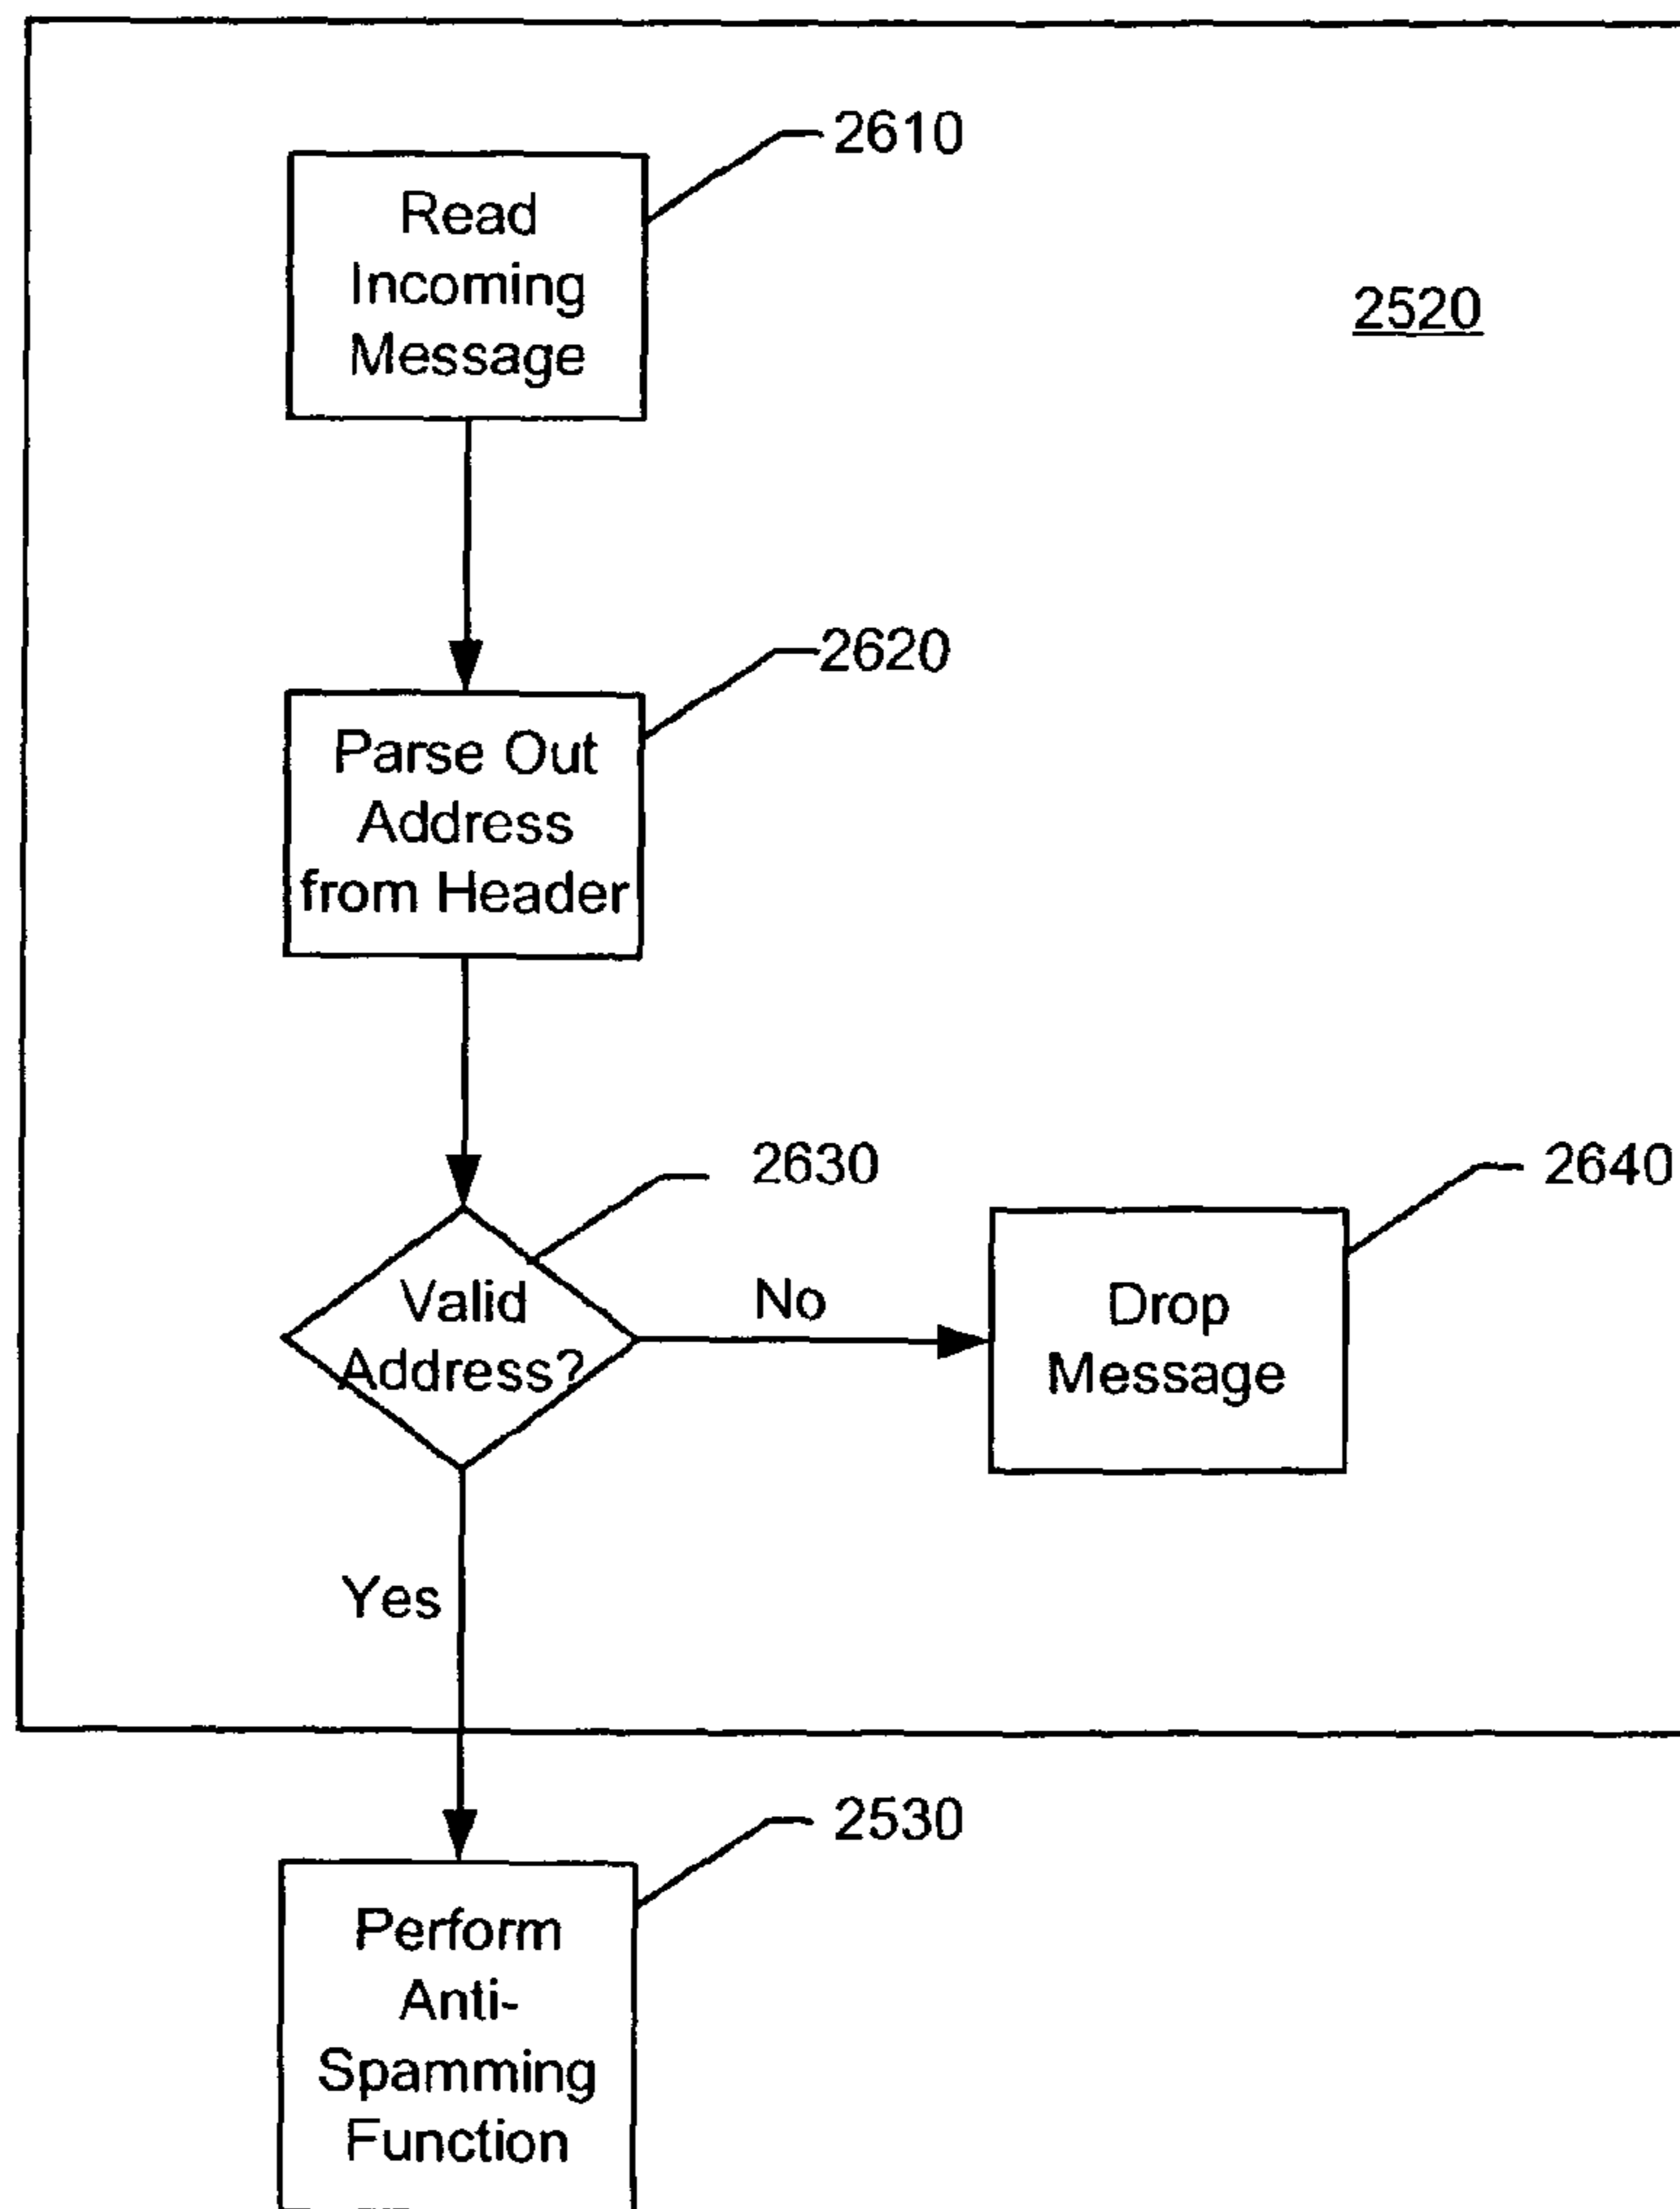 2610
Read
Incoming
Message
2520
2620
Parse Out
Address
from Header
2630
2640
Valid
Address?
No
Drop
Message
Yes
2530
Perform
Anti-
Spamming
Function